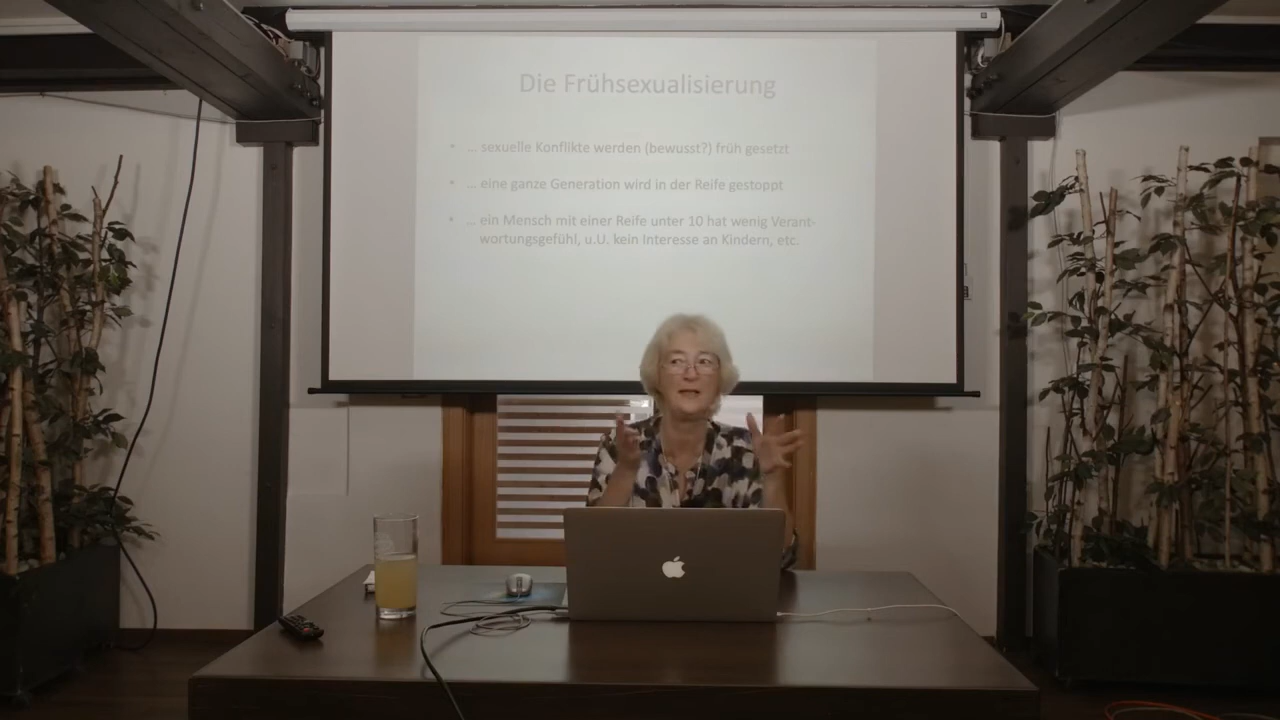 Die Frühsexualisierung
• ... sexuelle Konflikte werden (bewusst?) früh gesetzt
• ... eine ganze Generation wird in der Reife gestoppt
• ... ein Mensch mit einer Reife unter 10 hat wenig Verant-
wortungsgefühl, u.U. kein Interesse an Kindern, etc.